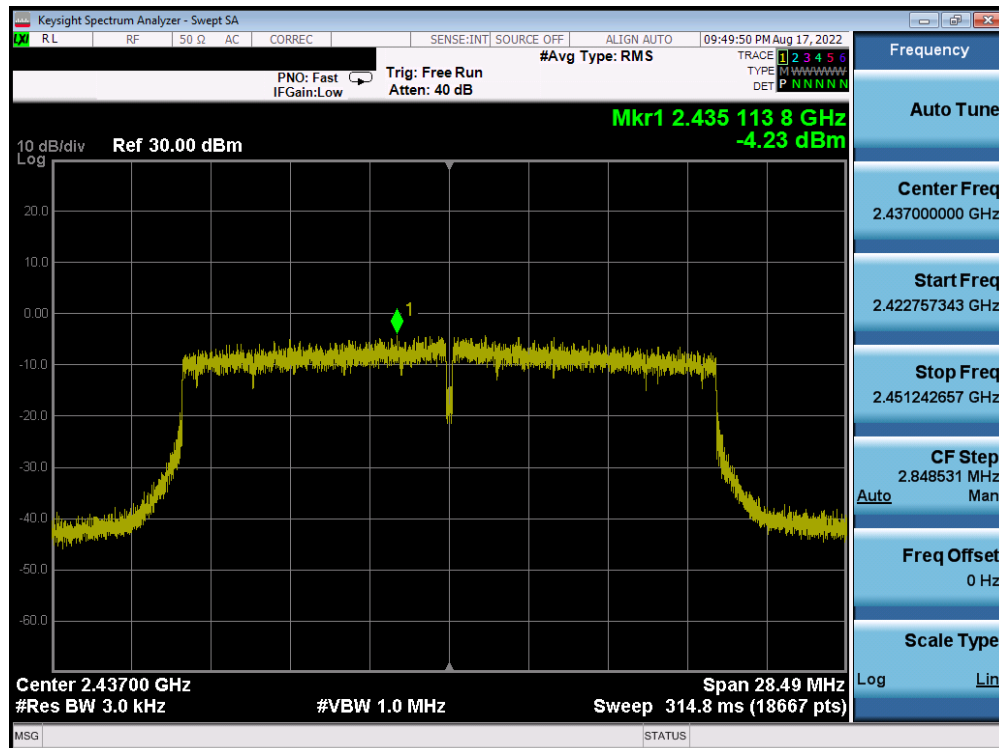 Keysight Spectrum Analyzer - Swept SA
LXI RL RF 50 Ω AC CORREC SENSE:INT SOURCE OFF ALIGN AUTO 09:49:50 PM Aug 17, 2022
#Avg Type: RMS
TRACE 1 2 3 4 5 6
PNO: Fast Trig: Free Run
TYPE M WWWWW
IFGain:Low Atten: 40 dB
DET P N N N N N
Mkr1 2.435 113 8 GHz
-4.23 dBm
10 dB/div Ref 30.00 dBm
Log
20.0
10.0
0.00
-10.0
-20.0
-30.0
-40.0
-50.0
-60.0
1
Center 2.43700 GHz Span 28.49 MHz
#Res BW 3.0 kHz #VBW 1.0 MHz Sweep 314.8 ms (18667 pts)
MSG STATUS
Frequency
Auto Tune
Center Freq
2.437000000 GHz
Start Freq
2.422757343 GHz
Stop Freq
2.451242657 GHz
CF Step
2.848531 MHz
Auto Man
Freq Offset
0 Hz
Scale Type
Log Lin